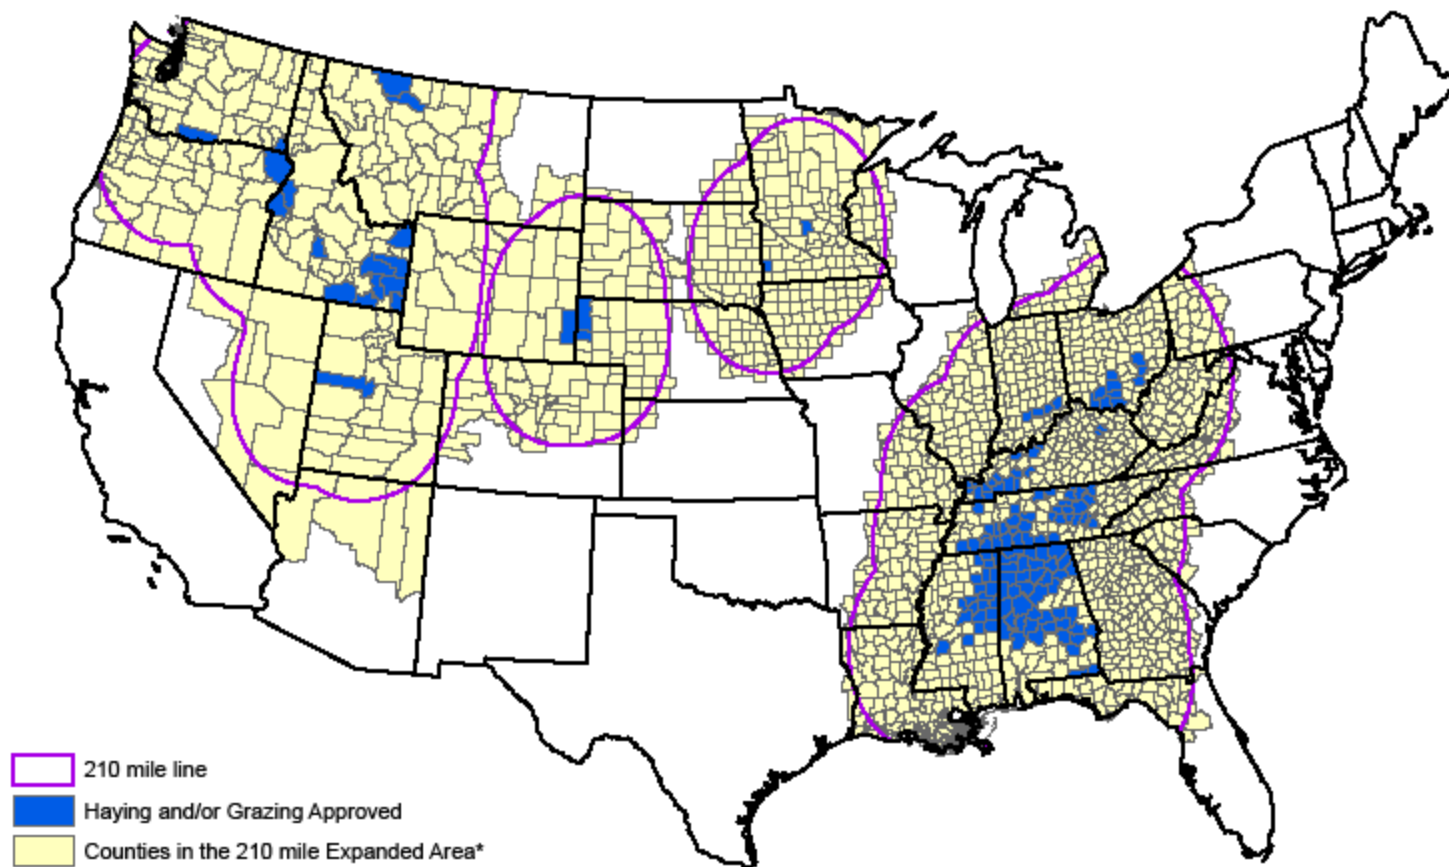 210 mile line
Haying and/or Grazing Approved
Counties in the 210 mile Expanded Area*